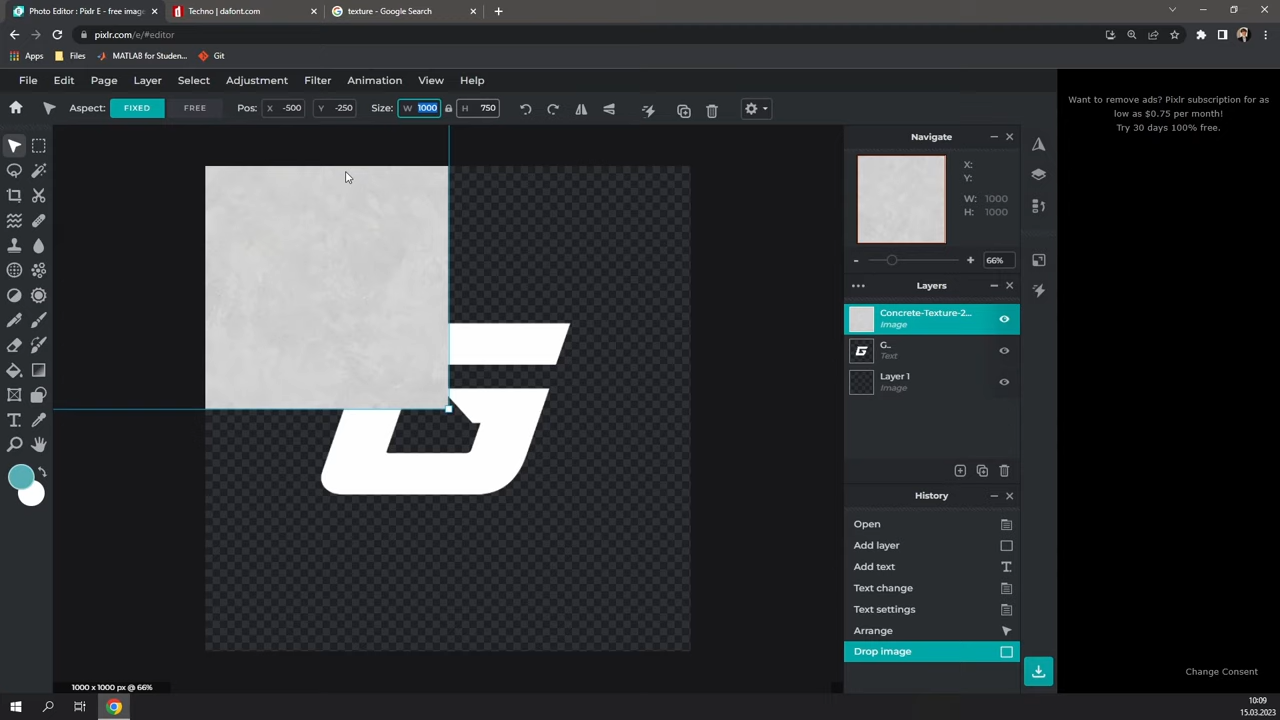 Photo Editor : Pixlr E - free imag
Techno | dafont.com
texture - Google Search
pixlr.com/e/#editor
Apps
Files
MATLAB for Studen...
Git
File
Edit
Page
Layer
Select
Adjustment
Filter
Animation
View
Help
Aspect:
FIXED
FREE
Pos:
X -500
Y -250
Size:
W 1000
H 750
Want to remove ads? Pixlr subscription for as
low as $0.75 per month!
Try 30 days 100% free.
Navigate
X:
Y:
W: 1000
H: 1000
66%
Layers
Concrete-Texture-2...
Image
G..
Text
Layer 1
Image
G
History
Open
Add layer
Add text
Text change
Text settings
Arrange
Drop image
Change Consent
1000 x 1000 px @ 66%
10:09
15.03.2023